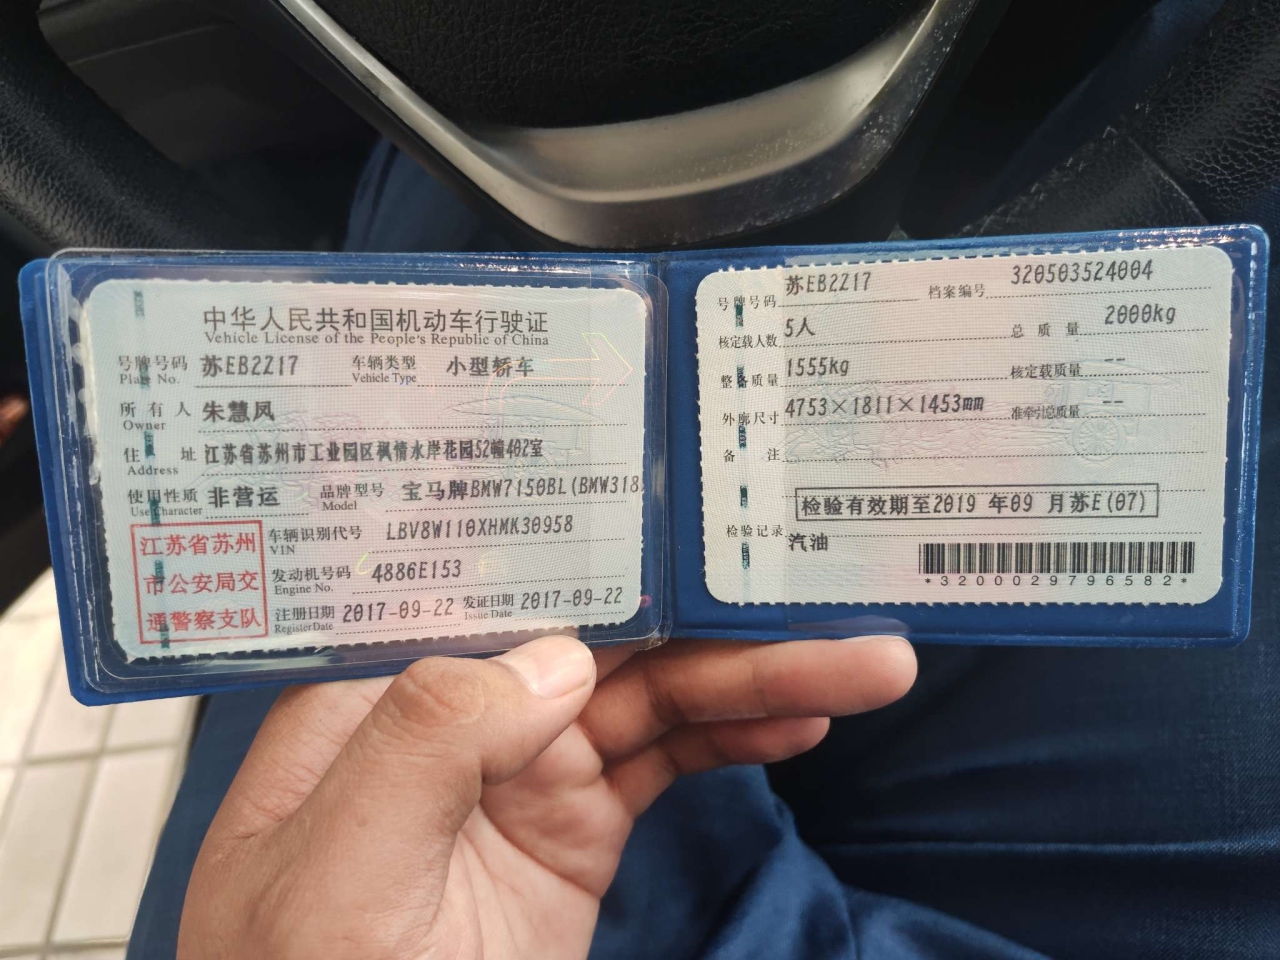 中华人民共和国机动车行驶证
Vehicle License of the People's Republic of China
号牌号码 苏EB2Z17 车辆类型 小型轿车
Plate No. Vehicle Type
所有人 朱慧凤
Owner
住址 江苏省苏州市工业园区枫情水岸花园52幢402室
Address
使用性质 非营运 品牌型号 宝马牌BMW7150BL(BMW318
Use Character Model
江苏省苏州
市公安局交
通警察支队
车辆识别代号 LBV8W110XHMK30958
VIN
发动机号码 4886E153
Engine No.
注册日期 2017-09-22 发证日期 2017-09-22
Register Date Issue Date
号牌号码 苏EB2Z17 档案编号 320503524004
核定载人数 5人 总质量 2000kg
整备质量 1555kg 核定载质量 --
外廓尺寸 4753×1811×1453mm 准牵引总质量 --
备注
检验有效期至2019 年09 月苏E(07)
检验记录
汽油
*3200029796582*